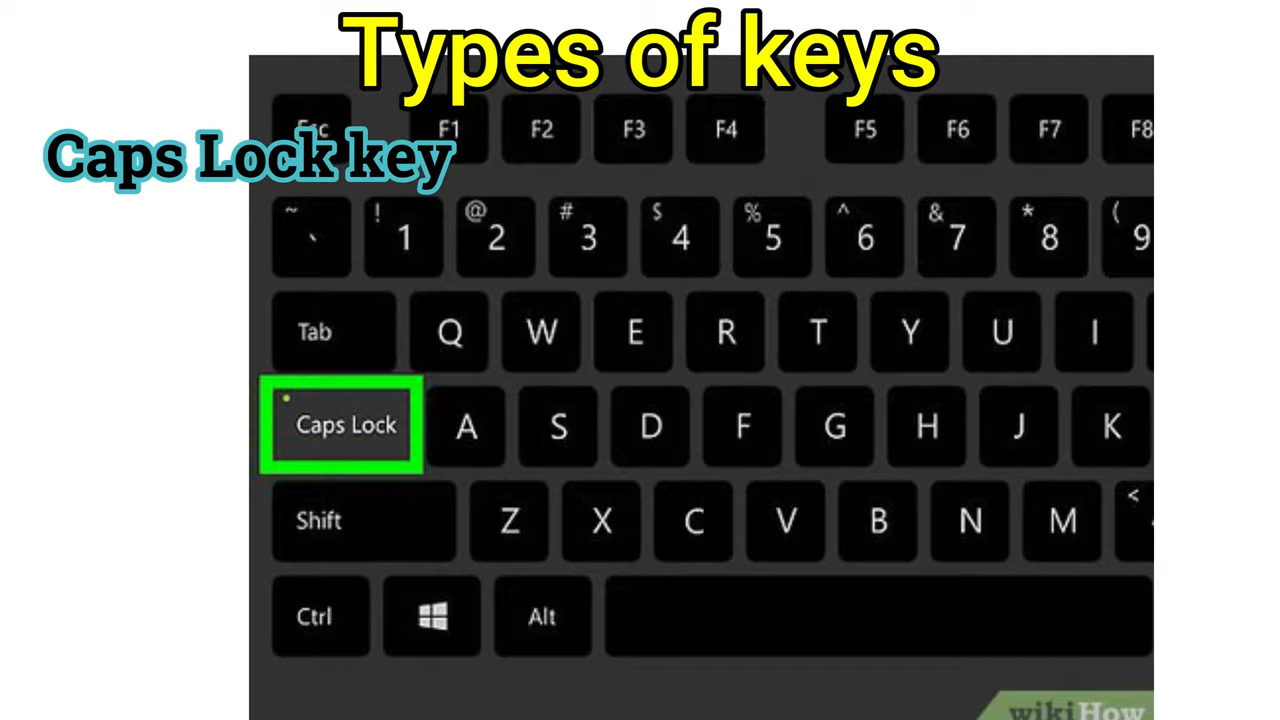 Types of keys
Esc F1 F2 F3 F4 F5 F6 F7 F8
Caps Lock key
~ ! @ # $ % ^ & * (
` 1 2 3 4 5 6 7 8 9
Tab Q W E R T Y U I
Caps Lock A S D F G H J K
<
Shift Z X C V B N M
Ctrl Alt
wikiHow